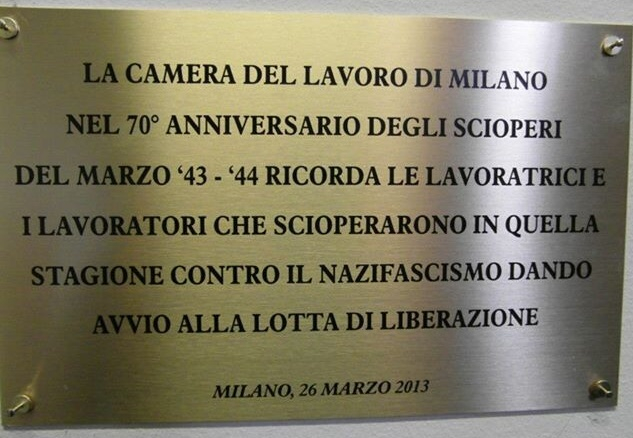 LA CAMERA DEL LAVORO DI MILANO
NEL 70° ANNIVERSARIO DEGLI SCIOPERI
DEL MARZO ‘43 - ‘44 RICORDA LE LAVORATRICI E
I LAVORATORI CHE SCIOPERARONO IN QUELLA
STAGIONE CONTRO IL NAZIFASCISMO DANDO
AVVIO ALLA LOTTA DI LIBERAZIONE
MILANO, 26 MARZO 2013